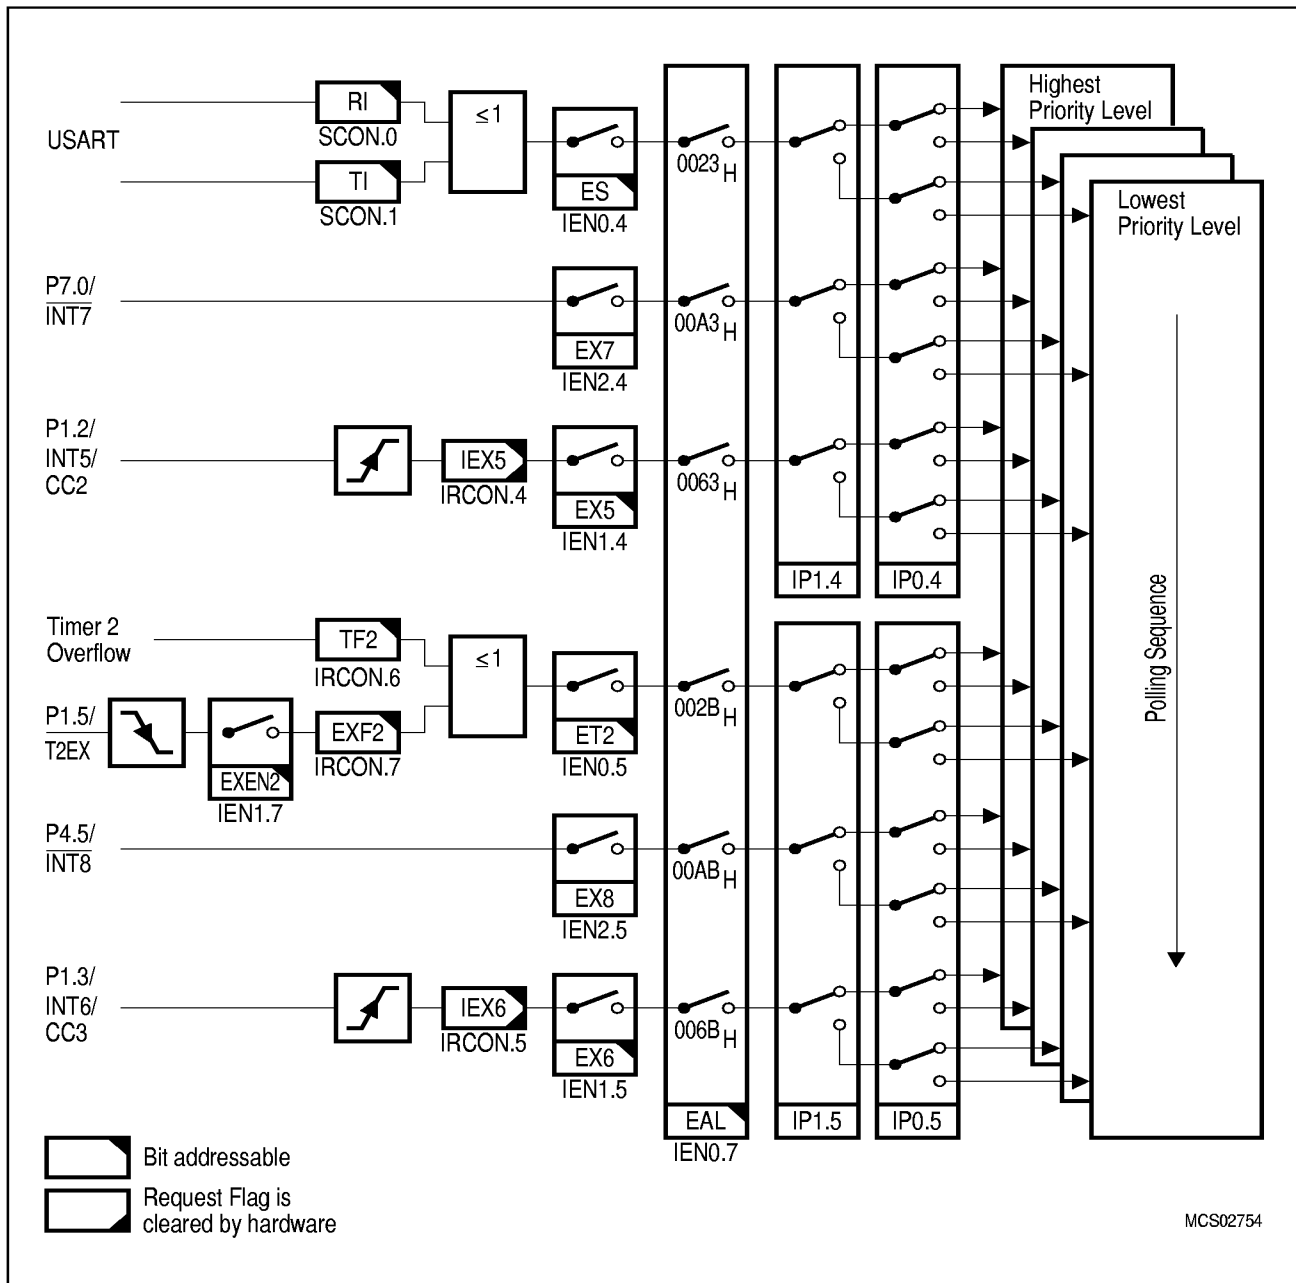 Highest
Priority Level
RI
SCON.0
USART
TI
SCON.1
≤1
ES
IEN0.4
0023H
Lowest
Priority Level
P7.0/
INT7
EX7
IEN2.4
00A3H
P1.2/
INT5/
CC2
IEX5
IRCON.4
EX5
IEN1.4
0063H
IP1.4
IP0.4
Polling Sequence
Timer 2
Overflow
TF2
IRCON.6
≤1
P1.5/
T2EX
EXEN2
IEN1.7
EXF2
IRCON.7
ET2
IEN0.5
002BH
P4.5/
INT8
EX8
IEN2.5
00ABH
P1.3/
INT6/
CC3
IEX6
IRCON.5
EX6
IEN1.5
006BH
EAL
IEN0.7
IP1.5
IP0.5
Bit addressable
Request Flag is
cleared by hardware
MCS02754